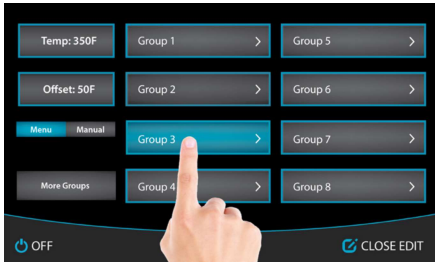 Temp: 350F
Group 1
Group 5
Offset: 50F
Group 2
Group 6
Menu Manual
Group 3
Group 7
More Groups
Group 4
Group 8
OFF
CLOSE EDIT